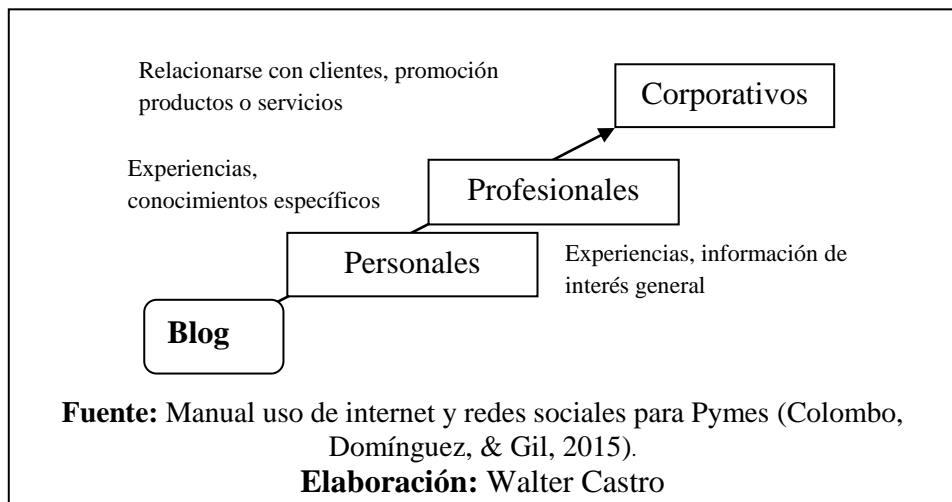 Relacionarse con clientes, promoción
productos o servicios
Corporativos
Experiencias,
conocimientos específicos
Profesionales
Personales
Experiencias, información de
interés general
Blog
Fuente: Manual uso de internet y redes sociales para Pymes (Colombo,
Domínguez, & Gil, 2015).
Elaboración: Walter Castro